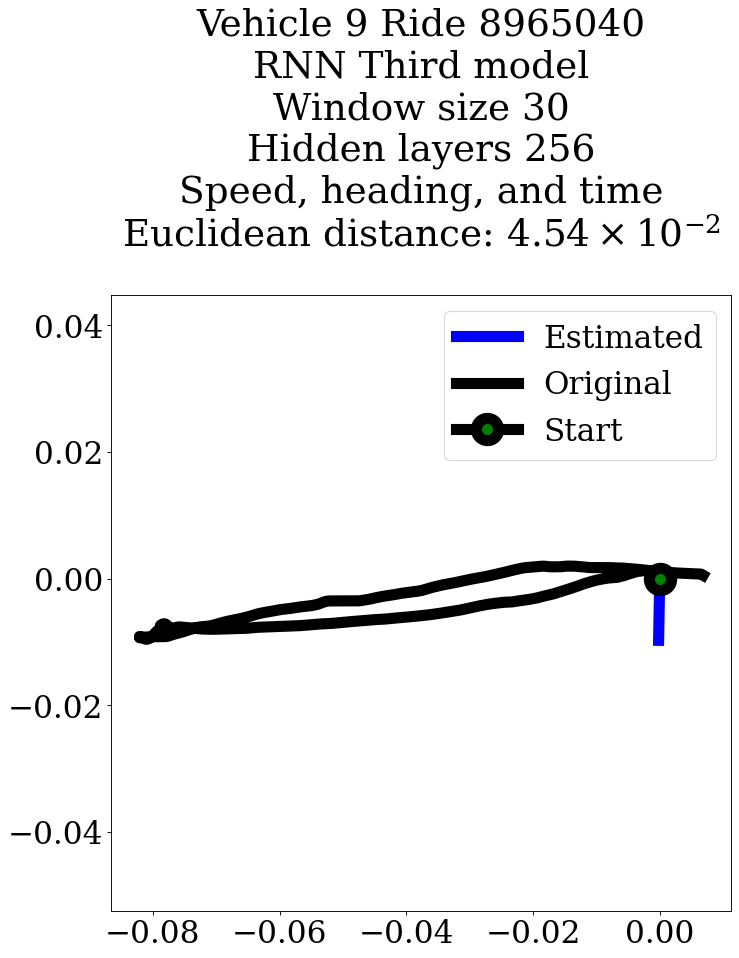 Vehicle 9 Ride 8965040
RNN Third model
Window size 30
Hidden layers 256
Speed, heading, and time
Euclidean distance: 4.54 × 10⁻²
Estimated
Original
Start
0.04
0.02
0.00
−0.02
−0.04
−0.08 −0.06 −0.04 −0.02 0.00